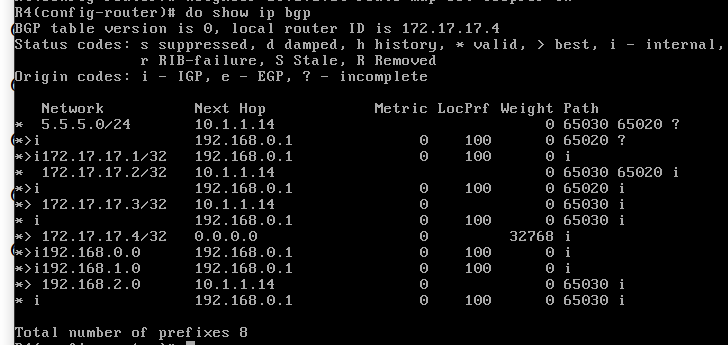 R4(config-router)# do show ip bgp
BGP table version is 0, local router ID is 172.17.17.4
Status codes: s suppressed, d damped, h history, * valid, > best, i - internal,
              r RIB-failure, S Stale, R Removed
Origin codes: i - IGP, e - EGP, ? - incomplete

   Network          Next Hop            Metric LocPrf Weight Path
*  5.5.5.0/24       10.1.1.14                              0 65030 65020 ?
*>i                 192.168.0.1              0    100      0 65020 ?
*>i172.17.17.1/32   192.168.0.1              0    100      0 i
*  172.17.17.2/32   10.1.1.14                              0 65030 65020 i
*>i                 192.168.0.1              0    100      0 65020 i
*> 172.17.17.3/32   10.1.1.14                0             0 65030 i
* i                 192.168.0.1              0    100      0 65030 i
*> 172.17.17.4/32   0.0.0.0                  0         32768 i
*>i192.168.0.0      192.168.0.1              0    100      0 i
*>i192.168.1.0      192.168.0.1              0    100      0 i
*> 192.168.2.0      10.1.1.14                0             0 65030 i
* i                 192.168.0.1              0    100      0 65030 i

Total number of prefixes 8